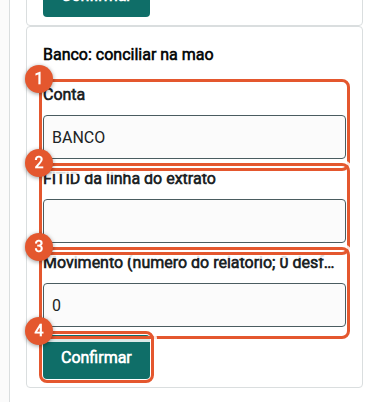 Confirmar
Banco: conciliar na mao
1
Conta
BANCO
2
FITID da linha do extrato
3
Movimento (numero do relatorio; 0 desf...
0
4
Confirmar